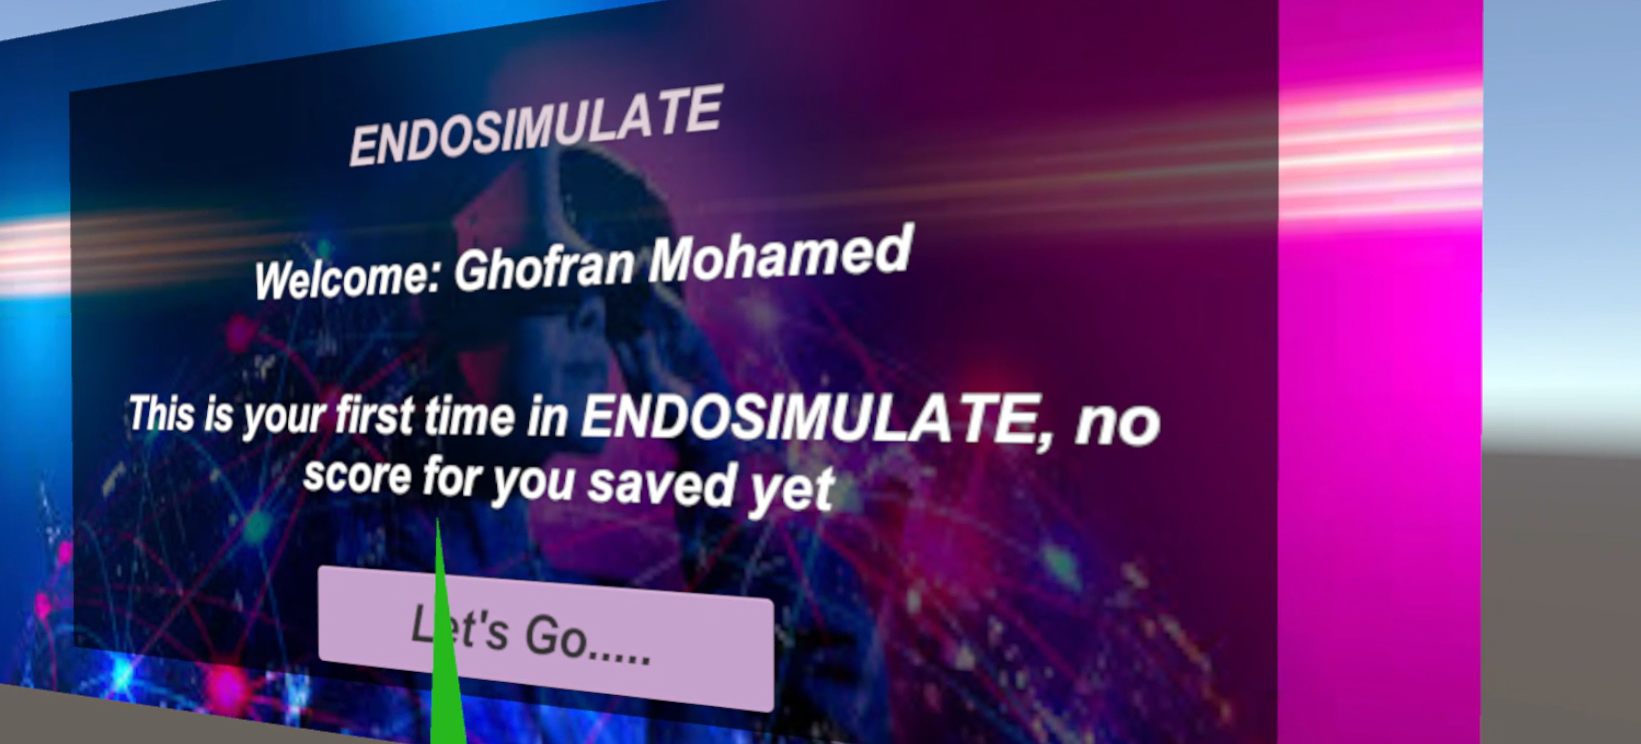 ENDOSIMULATE
Welcome: Ghofran Mohamed
This is your first time in ENDOSIMULATE, no
score for you saved yet
Let's Go.....